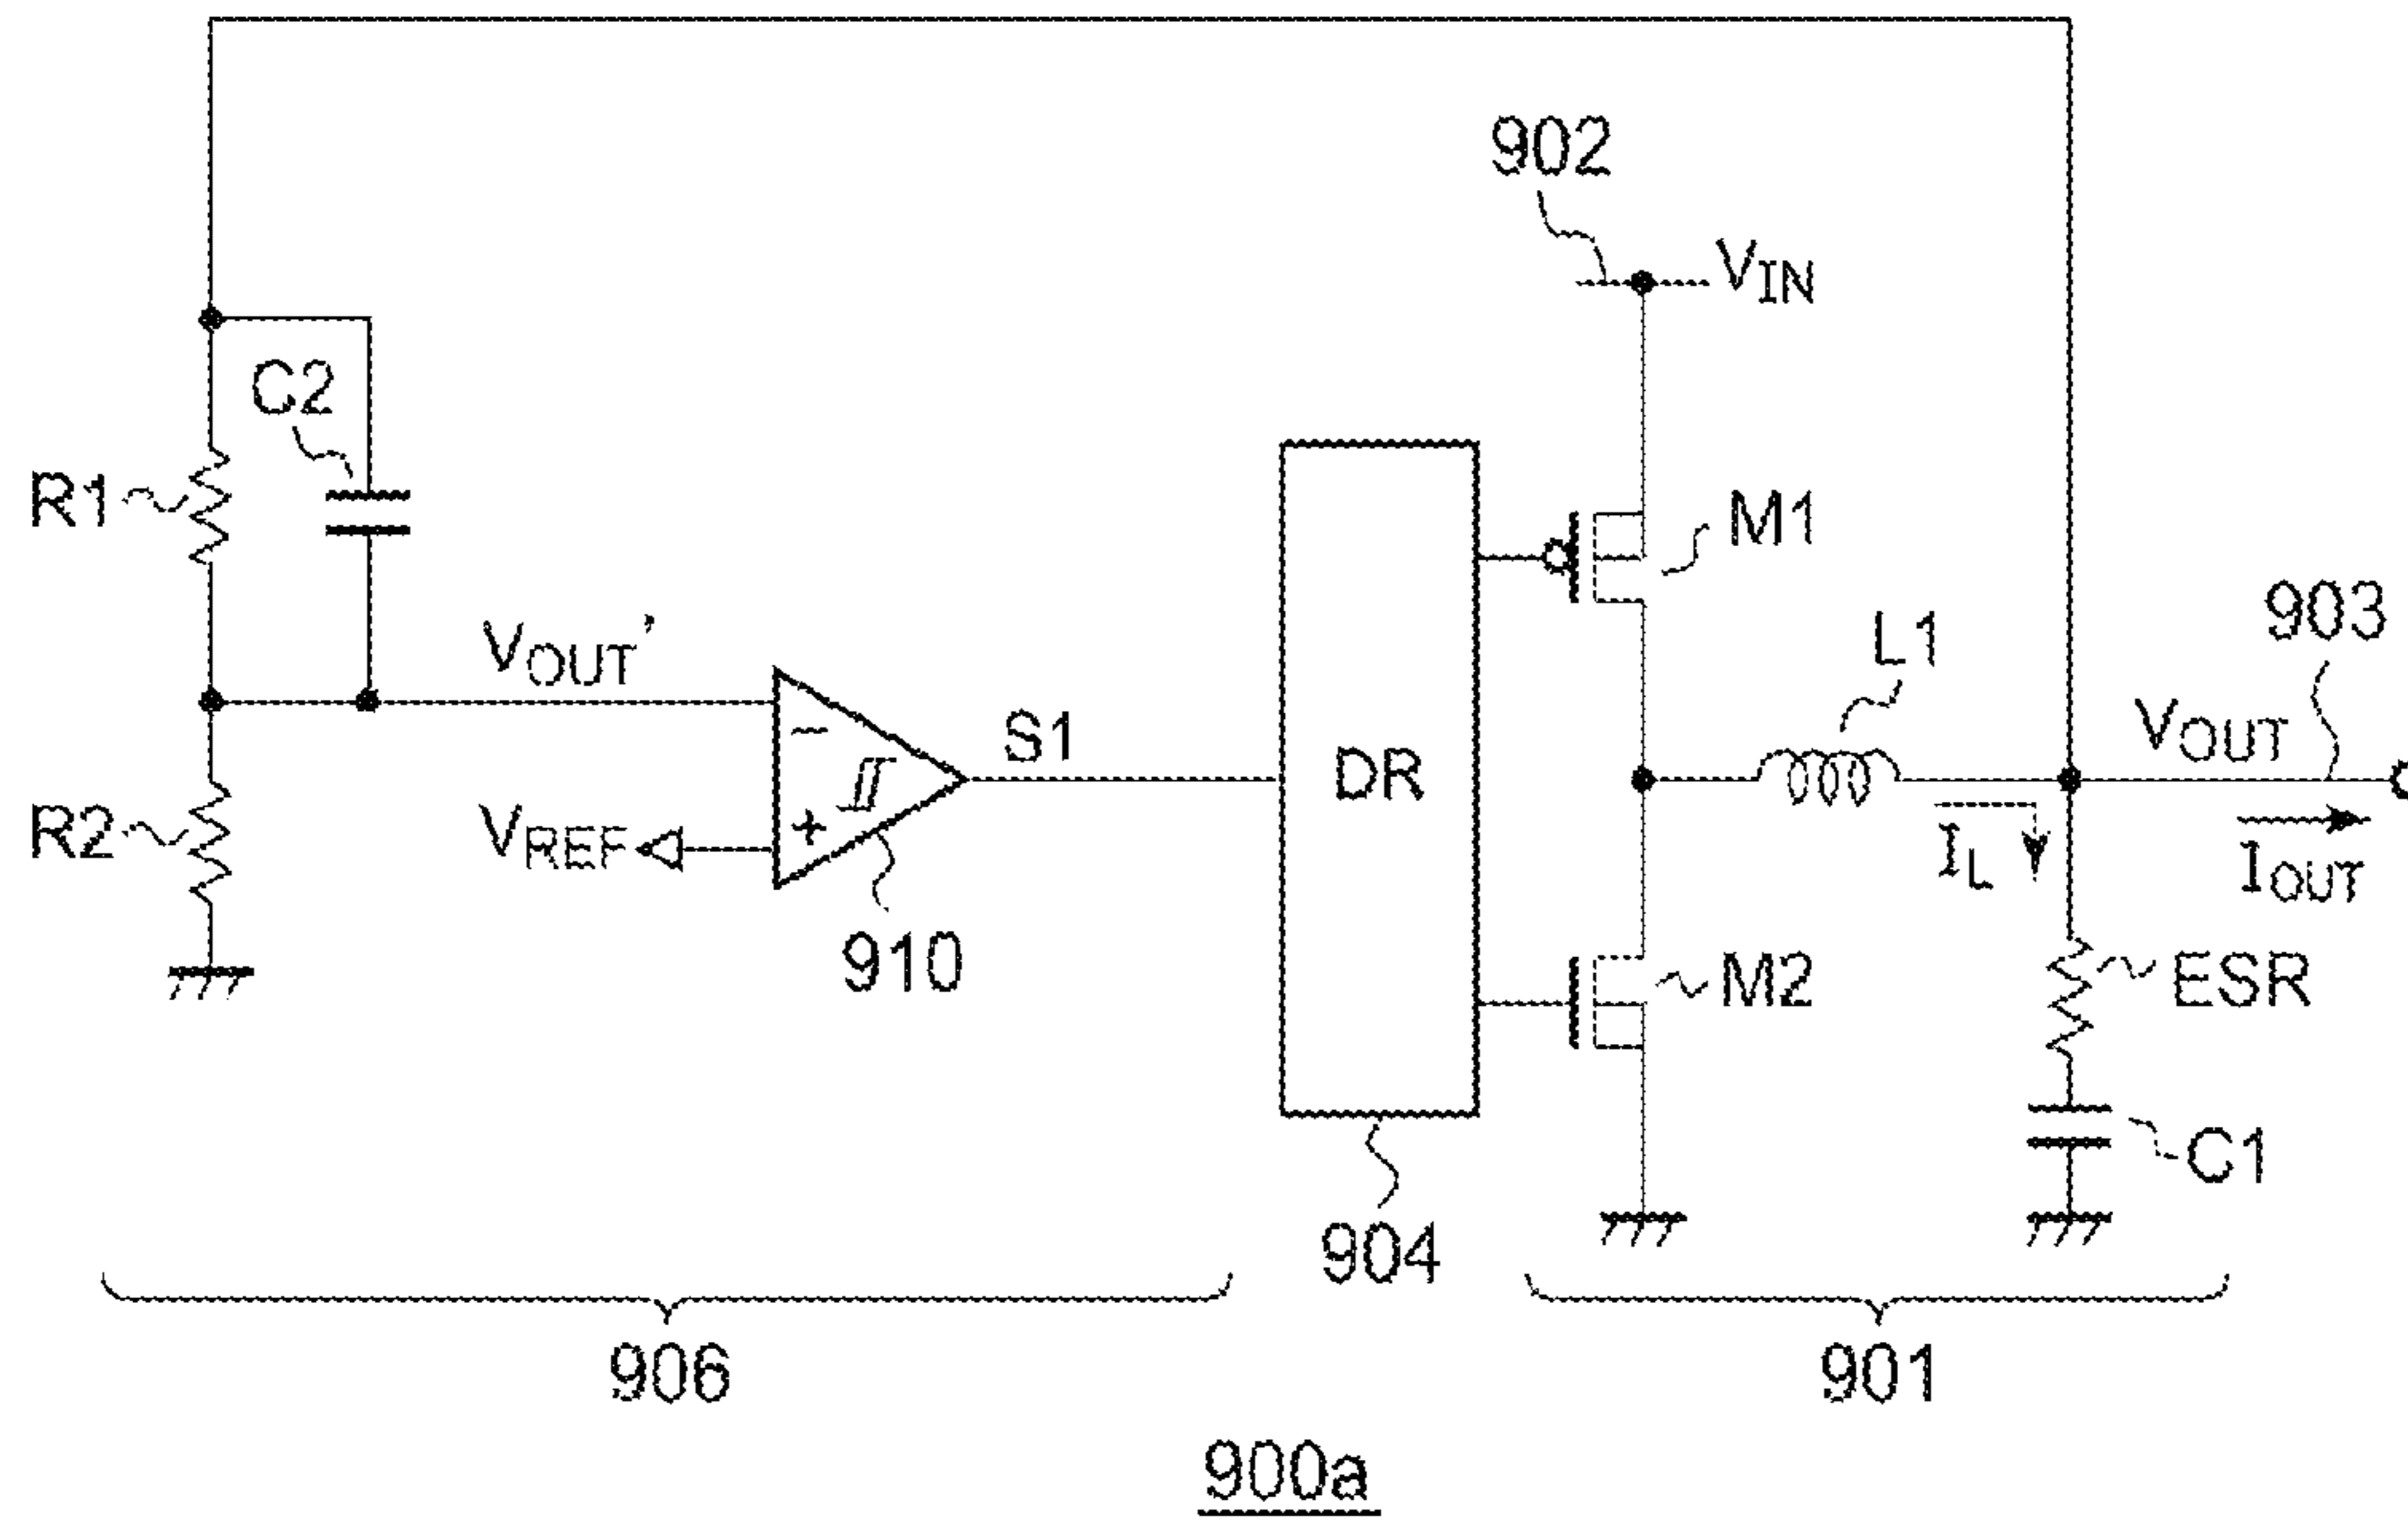 902
VIN
C2
R1
M1
903
L1
VOUT'
S1
VOUT
DR
R2
VREF
IL
IOUT
910
M2
ESR
C1
904
906
901
900a